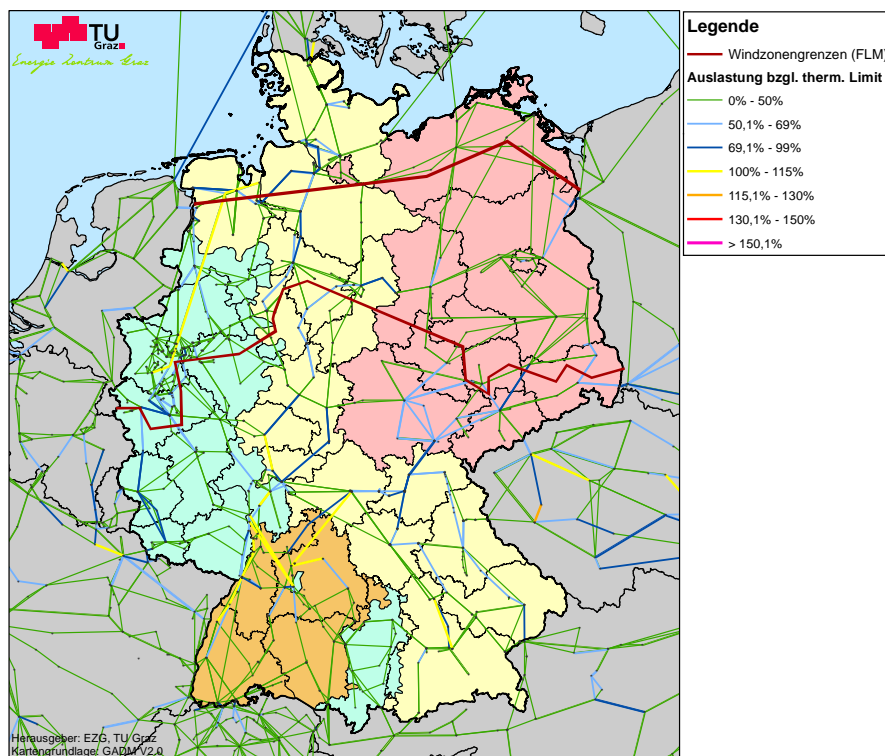 TU
Graz
Energie Zentrum Graz
Legende
Windzonengrenzen (FLM)
Auslastung bzgl. therm. Limit
0% - 50%
50,1% - 69%
69,1% - 99%
100% - 115%
115,1% - 130%
130,1% - 150%
> 150,1%
Herausgeber: EZG, TU Graz
Kartengrundlage: GADM V2.0